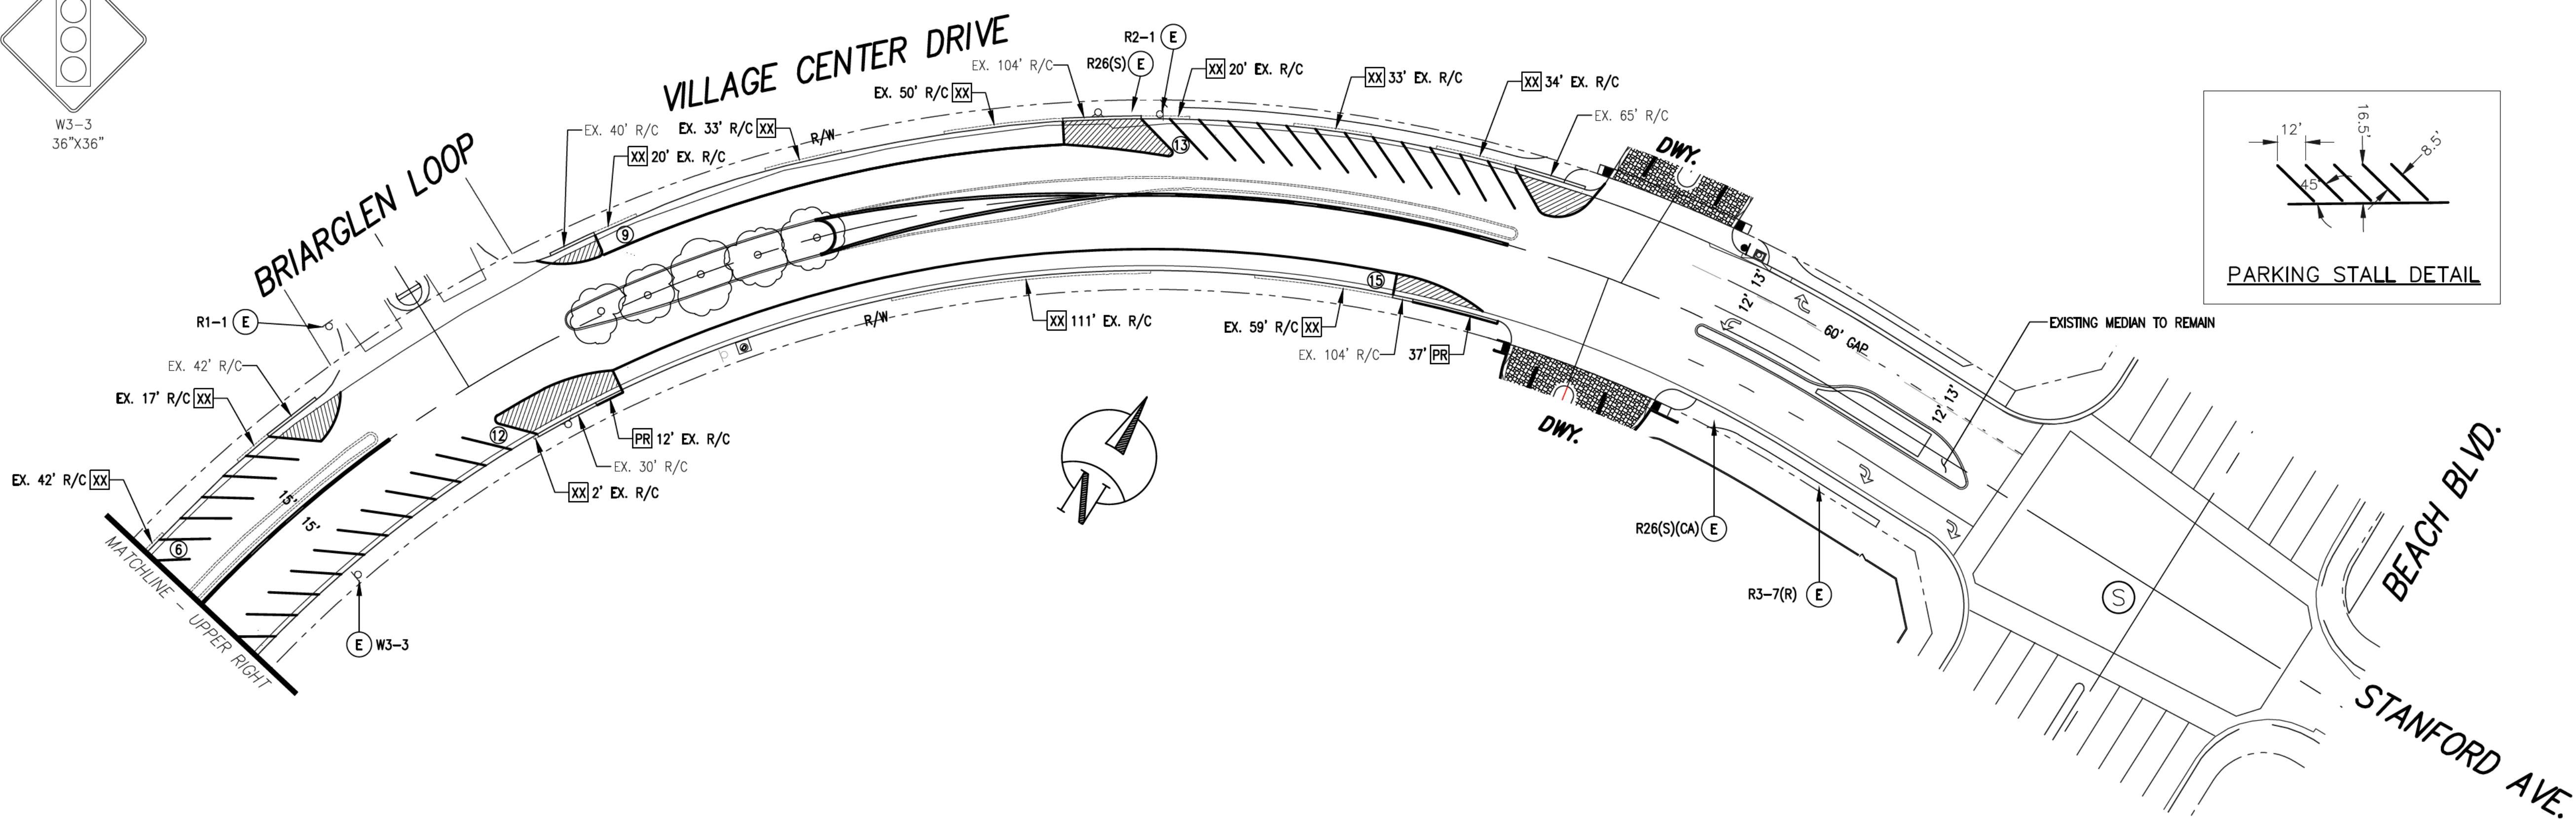 W3-3
36"X36"
VILLAGE CENTER DRIVE
R2-1 E
R26(S) E
EX. 104' R/C
XX 20' EX. R/C
EX. 50' R/C XX
XX 33' EX. R/C
XX 34' EX. R/C
EX. 65' R/C
EX. 40' R/C
EX. 33' R/C XX
R/W
XX 20' EX. R/C
13
DWY.
9
BRIARGLEN LOOP
R1-1 E
EX. 42' R/C
EX. 17' R/C XX
EX. 42' R/C XX
6
15'
15'
MATCHLINE - UPPER RIGHT
12
PR 12' EX. R/C
EX. 30' R/C
XX 2' EX. R/C
E W3-3
R/W
XX 111' EX. R/C
15
EX. 59' R/C XX
EX. 104' R/C
37' PR
N
DWY.
12' 13'
60' GAP
12' 13'
EXISTING MEDIAN TO REMAIN
R26(S)(CA) E
R3-7(R) E
S
BEACH BLVD.
STANFORD AVE.
12'
16.5'
8.5'
45°
PARKING STALL DETAIL